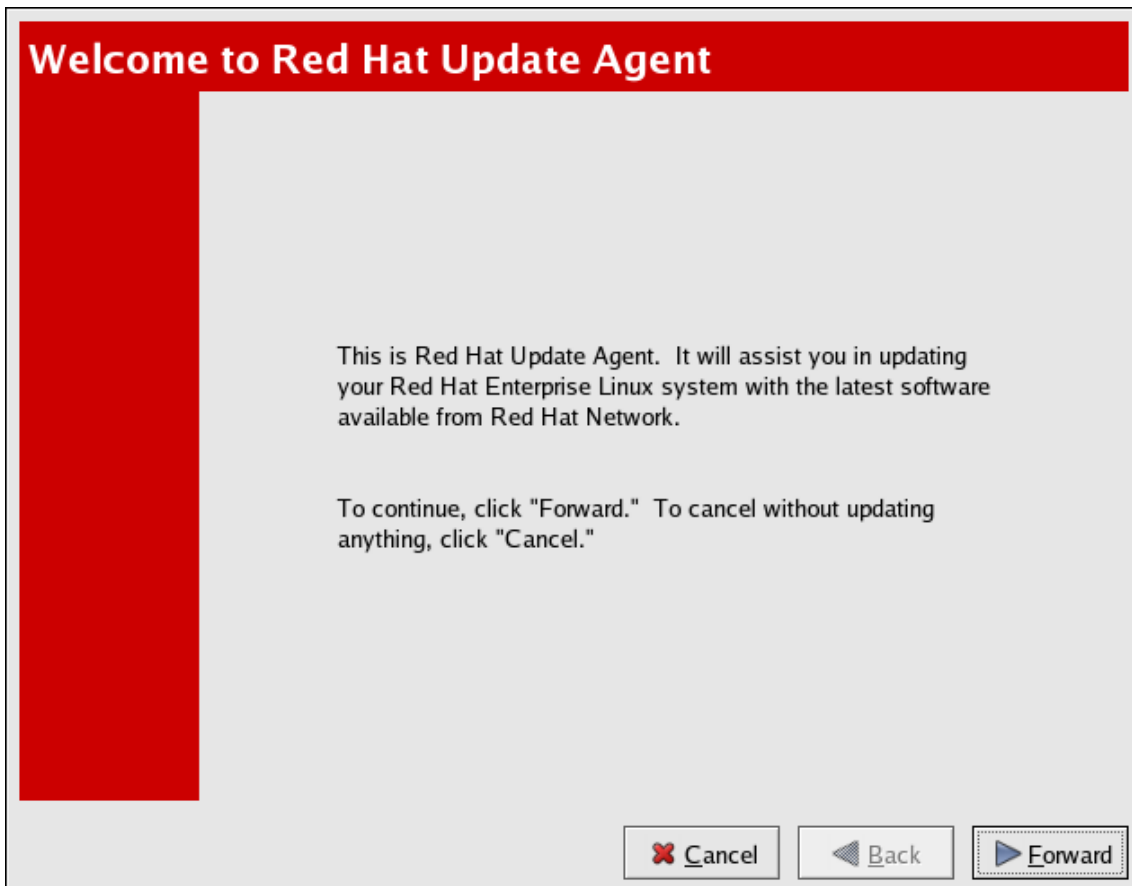 Welcome to Red Hat Update Agent
This is Red Hat Update Agent.  It will assist you in updating
your Red Hat Enterprise Linux system with the latest software
available from Red Hat Network.
To continue, click "Forward."  To cancel without updating
anything, click "Cancel."
Cancel
Back
Forward